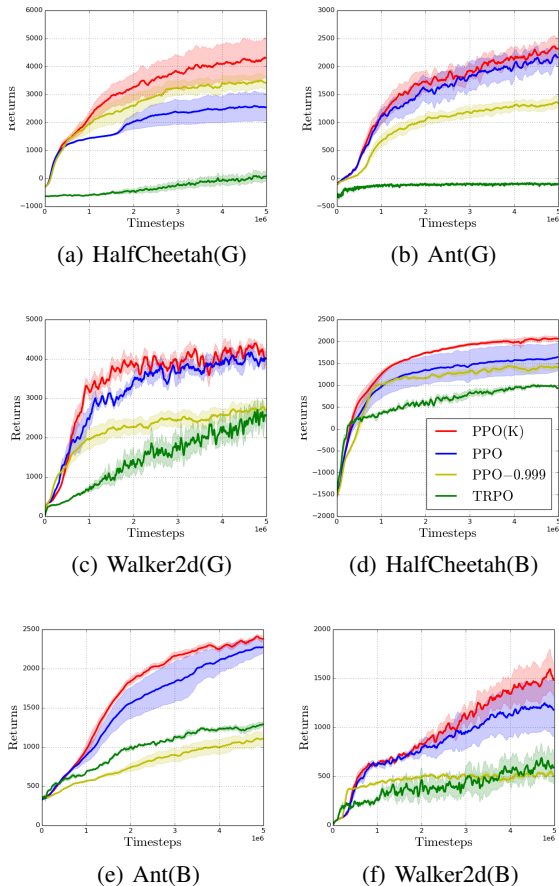 6000
5000
4000
3000
2000
1000
0
−1000
0 1 2 3 4 5
1e6
Returns
Timesteps
(a) HalfCheetah(G)
2500
2000
1500
1000
500
0
−500
0 1 2 3 4 5
1e6
Returns
Timesteps
(b) Ant(G)
5000
4000
3000
2000
1000
0
0 1 2 3 4 5
1e6
Returns
Timesteps
(c) Walker2d(G)
2500
2000
1500
1000
500
0
−500
−1000
−1500
−2000
0 1 2 3 4 5
1e6
Returns
Timesteps
PPO(K)
PPO
PPO−0.999
TRPO
(d) HalfCheetah(B)
2500
2000
1500
1000
500
0
0 1 2 3 4 5
1e6
Returns
Timesteps
(e) Ant(B)
2000
1500
1000
500
0
0 1 2 3 4 5
1e6
Returns
Timesteps
(f) Walker2d(B)